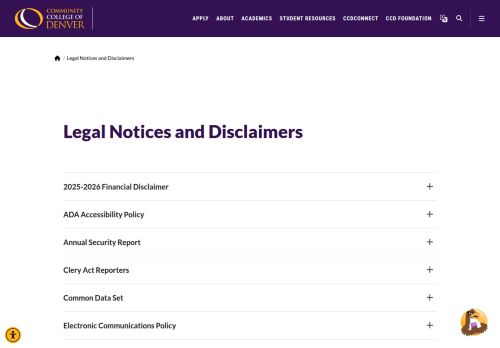 COMMUNITY
COLLEGE OF
DENVER
APPLY ABOUT ACADEMICS STUDENT RESOURCES CCDCONNECT CCD FOUNDATION
/ Legal Notices and Disclaimers
Legal Notices and Disclaimers
2025-2026 Financial Disclaimer
ADA Accessibility Policy
Annual Security Report
Clery Act Reporters
Common Data Set
Electronic Communications Policy